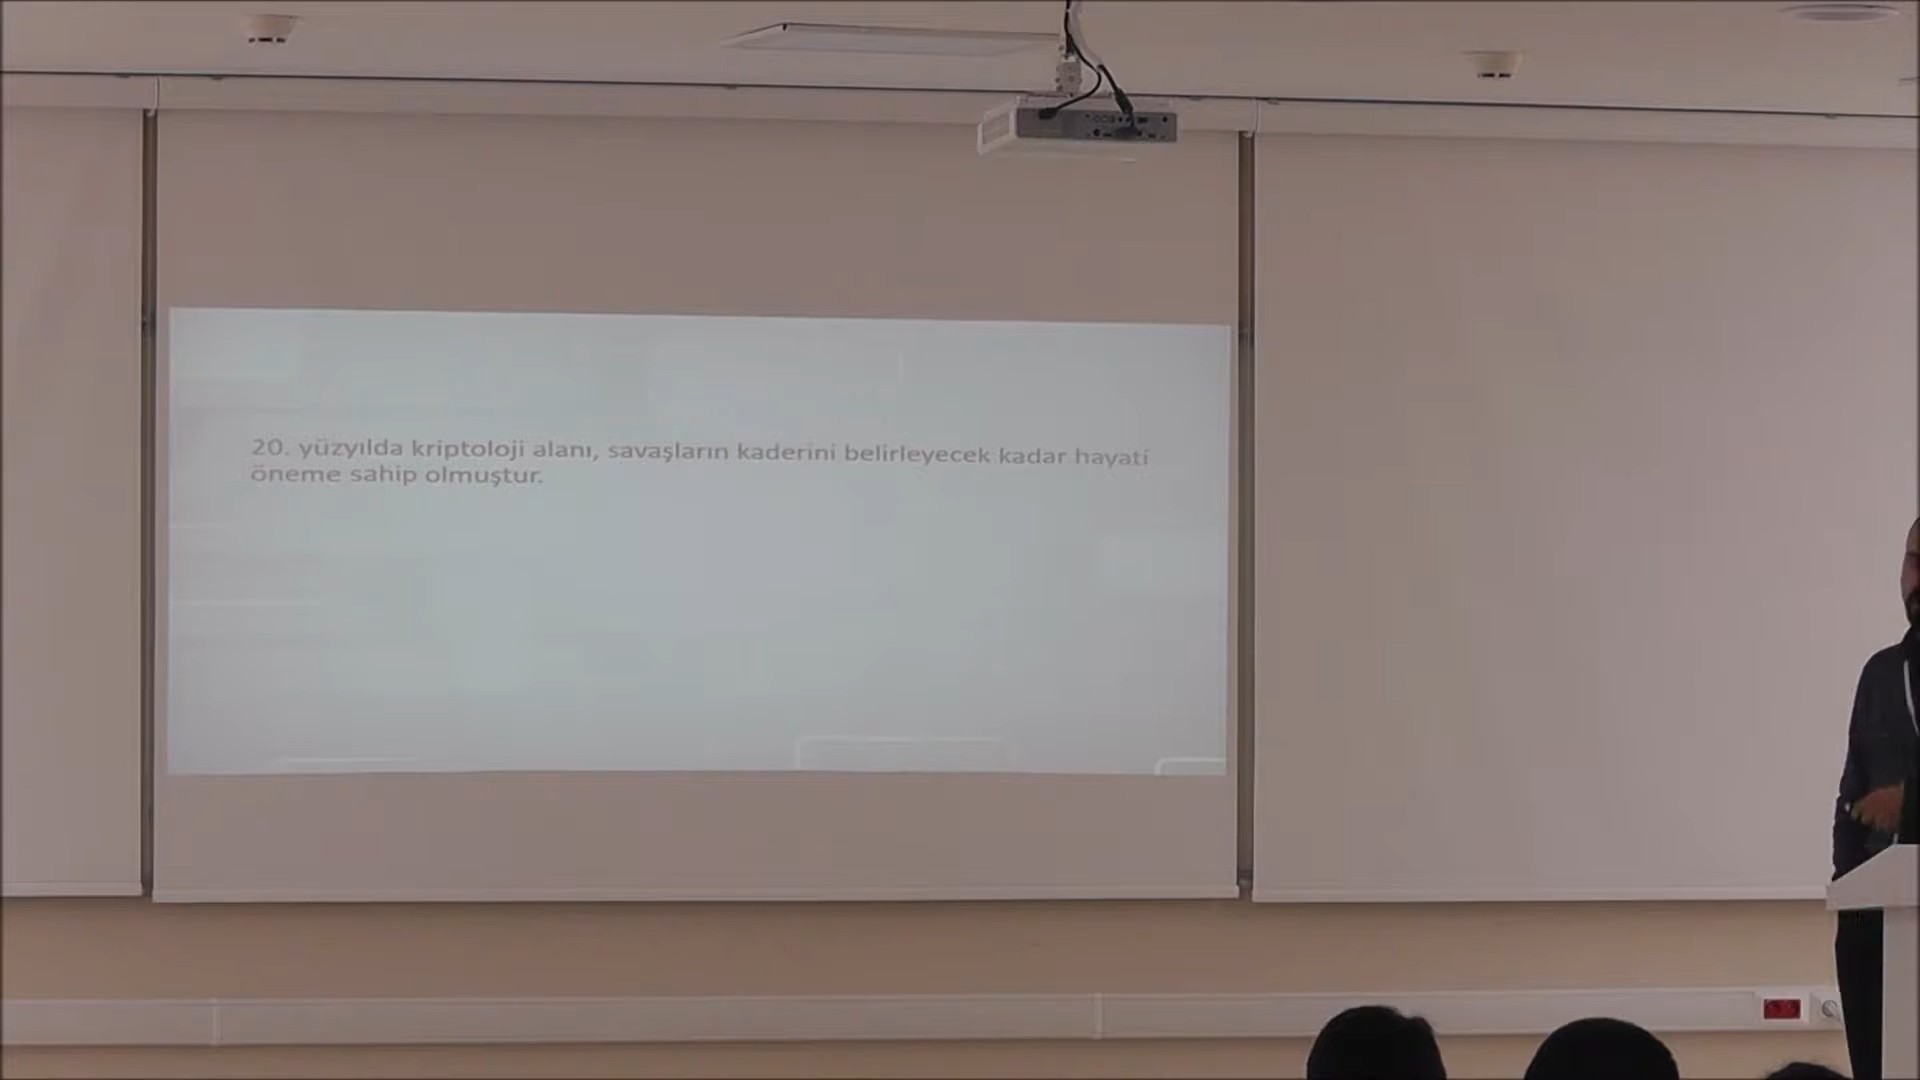 20. yüzyılda kriptoloji alanı, savaşların kaderini belirleyecek kadar hayati
öneme sahip olmuştur.